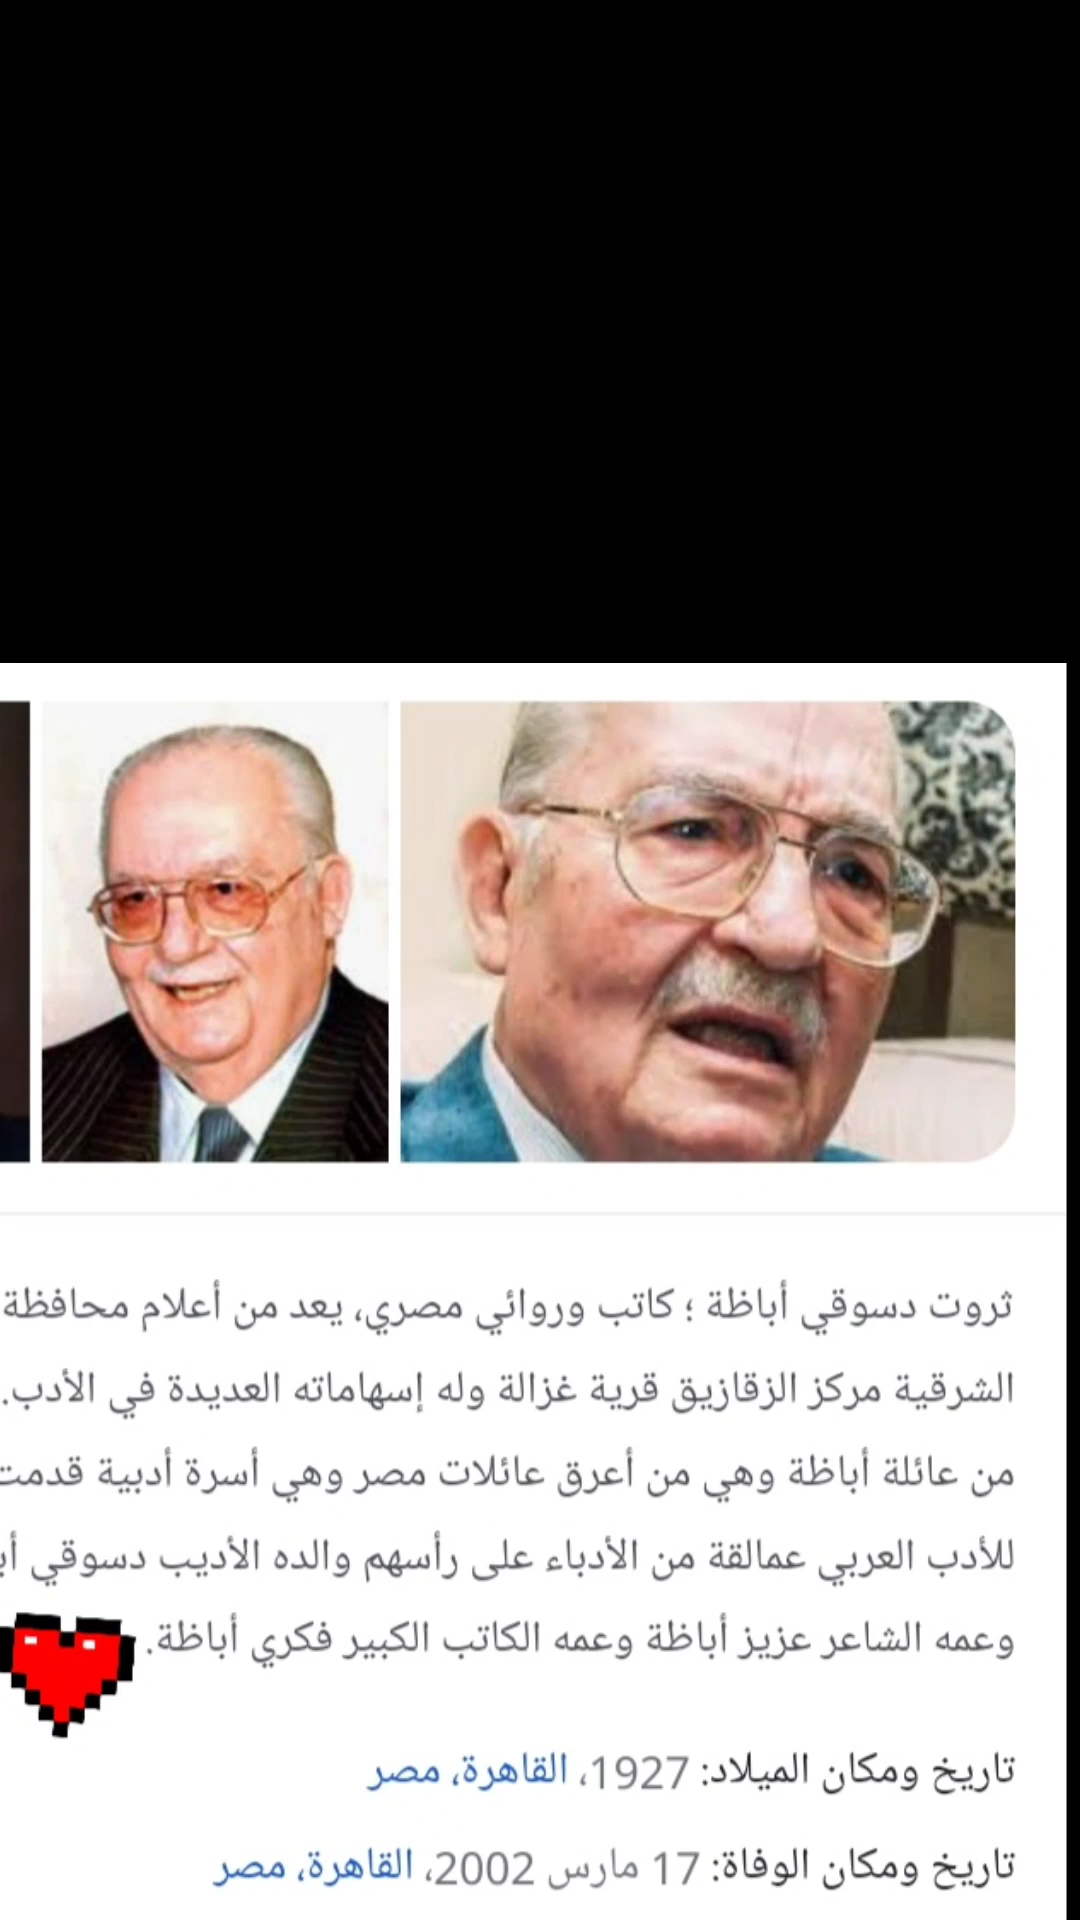 ثروت دسوقي أباظة ؛ كاتب وروائي مصري، يعد من أعلام محافظة
الشرقية مركز الزقازيق قرية غزالة وله إسهاماته العديدة في الأدب.
من عائلة أباظة وهي من أعرق عائلات مصر وهي أسرة أدبية قدمت
للأدب العربي عمالقة من الأدباء على رأسهم والده الأديب دسوقي
وعمه الشاعر عزيز أباظة وعمه الكاتب الكبير فكري أباظة.
تاريخ ومكان الميلاد: 1927، القاهرة، مصر
تاريخ ومكان الوفاة: 17 مارس 2002، القاهرة، مصر